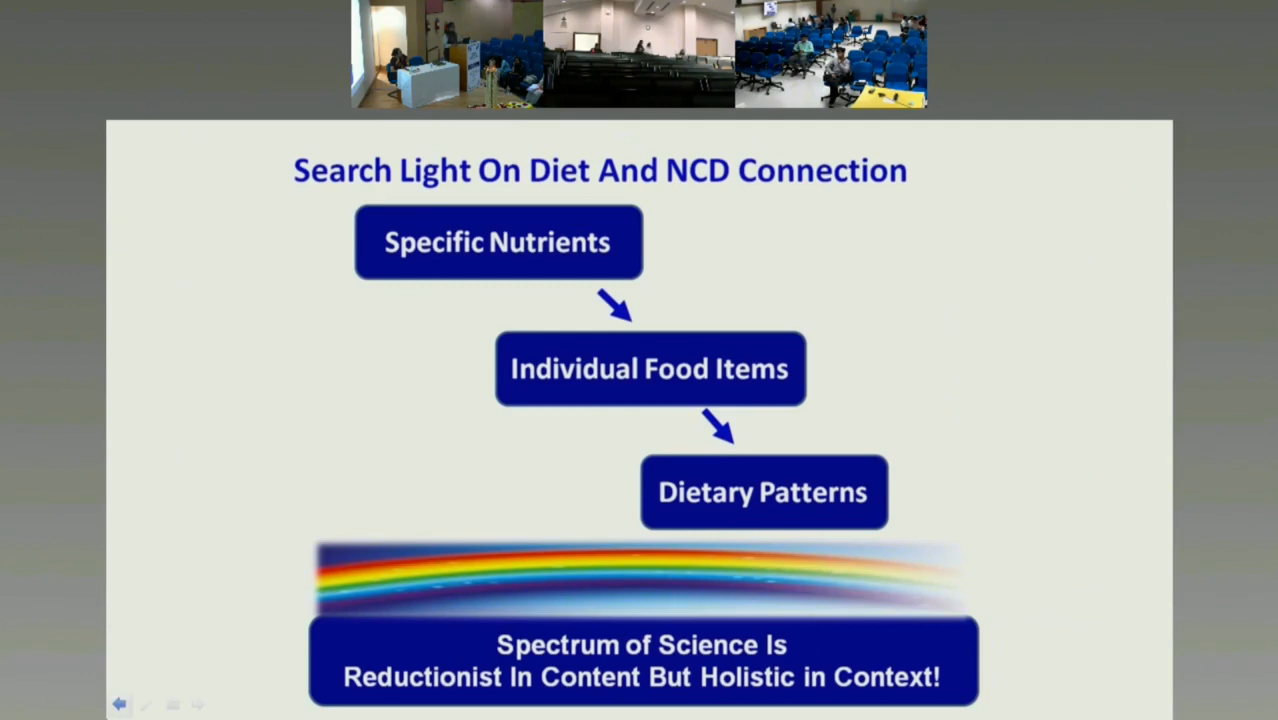 Search Light On Diet And NCD Connection
Specific Nutrients
Individual Food Items
Dietary Patterns
Spectrum of Science Is
Reductionist In Content But Holistic in Context!